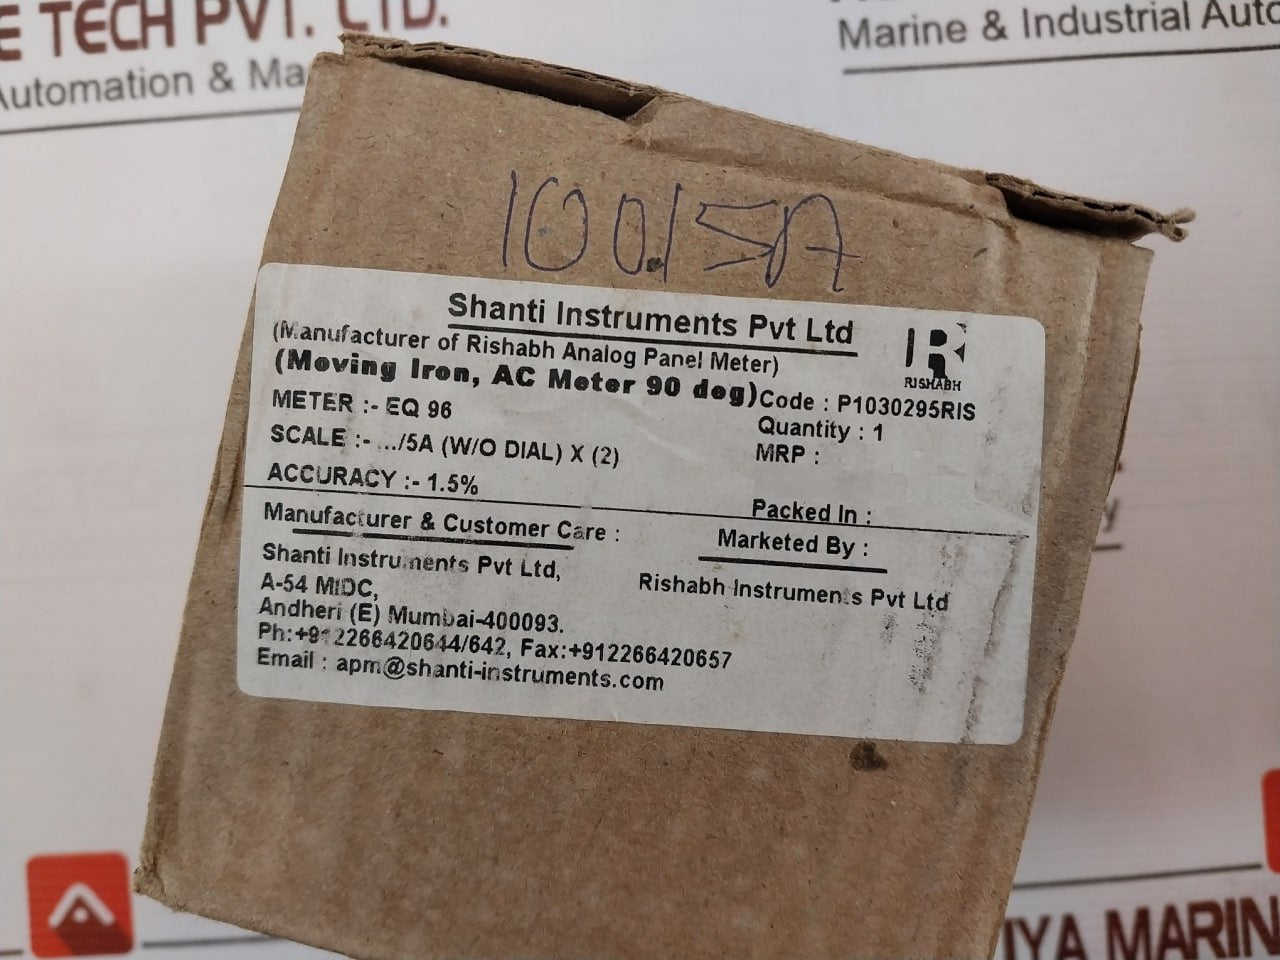 E TECH PVT. LTD.
Automation & Ma
Marine & Industrial Auto
100/5A
Shanti Instruments Pvt Ltd
(Manufacturer of Rishabh Analog Panel Meter)
(Moving Iron, AC Meter 90 deg)
RISHABH
Code : P1030295RIS
METER :- EQ 96
Quantity : 1
SCALE :- .../5A (W/O DIAL) X (2)
MRP :
ACCURACY :- 1.5%
Packed In :
Manufacturer & Customer Care :
Marketed By :
Shanti Instruments Pvt Ltd,
Rishabh Instruments Pvt Ltd
A-54 MIDC,
Andheri (E) Mumbai-400093.
Ph:+912266420644/642, Fax:+912266420657
Email : apm@shanti-instruments.com
IYA MARIN